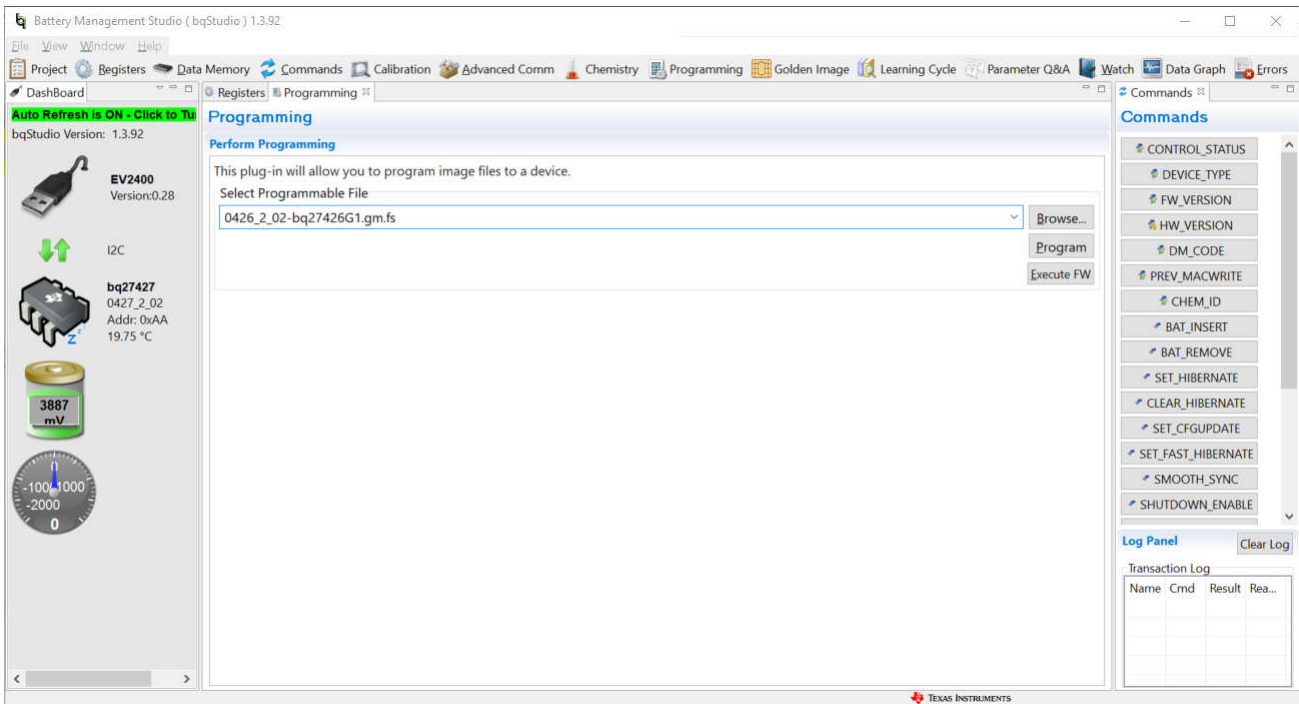 Battery Management Studio ( bqStudio ) 1.3.92
File View Window Help
Project Registers Data Memory Commands Calibration Advanced Comm Chemistry Programming Golden Image Learning Cycle Parameter Q&A Watch Data Graph Errors
DashBoard
Auto Refresh is ON - Click to Tu
bqStudio Version: 1.3.92
EV2400
Version:0.28
I2C
bq27427
0427_2_02
Addr: 0xAA
19.75 °C
3887
mV
0
-100 1000
-2000
0
Registers Programming
Programming
Perform Programming
This plug-in will allow you to program image files to a device.
Select Programmable File
0426_2_02-bq27426G1.gm.fs
Browse...
Program
Execute FW
Commands
Commands
CONTROL_STATUS
DEVICE_TYPE
FW_VERSION
HW_VERSION
DM_CODE
PREV_MACWRITE
CHEM_ID
BAT_INSERT
BAT_REMOVE
SET_HIBERNATE
CLEAR_HIBERNATE
SET_CFGUPDATE
SET_FAST_HIBERNATE
SMOOTH_SYNC
SHUTDOWN_ENABLE
Log Panel Clear Log
Transaction Log
Name Cmd Result Rea...
TEXAS INSTRUMENTS